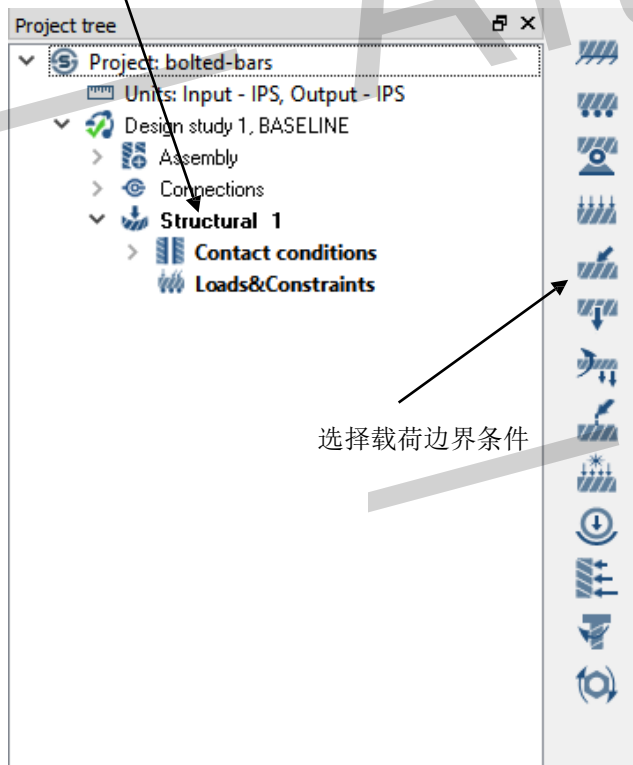 Project tree
Project: bolted-bars
Units: Input - IPS, Output - IPS
Design study 1, BASELINE
Assembly
Connections
Structural 1
Contact conditions
Loads&Constraints
选择载荷边界条件